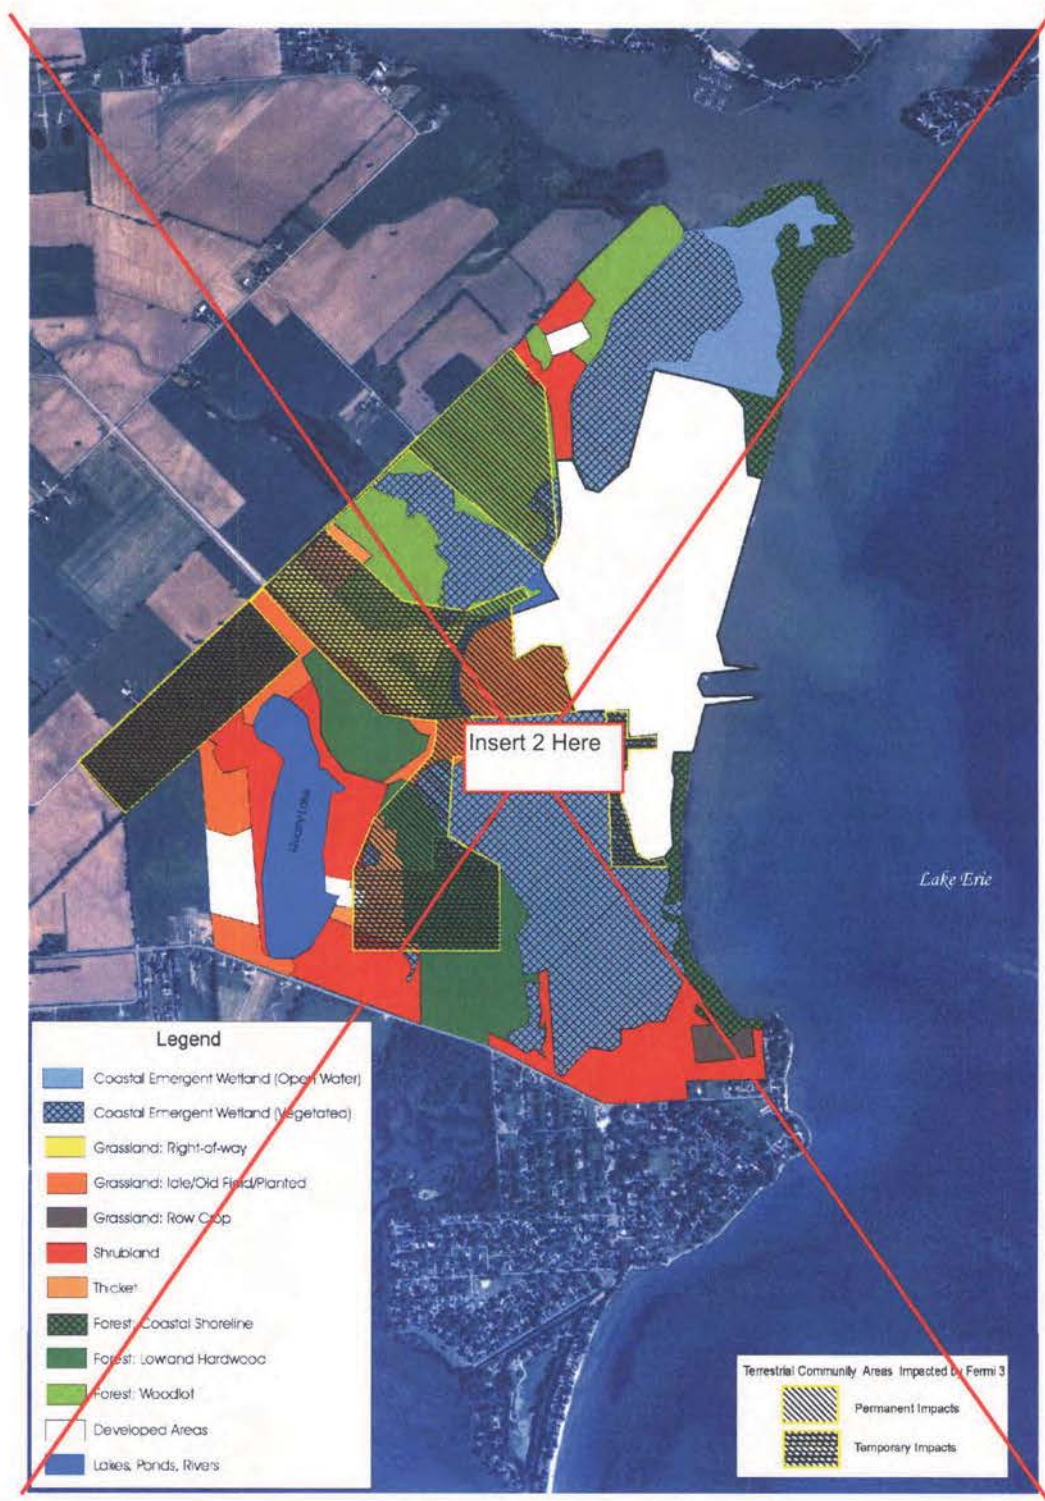 Insert 2 Here
Quarry Lake
Lake Erie
Legend
Coastal Emergent Wetland (Open Water)
Coastal Emergent Wetland (Vegetated)
Grassland: Right-of-way
Grassland: Idle/Old Field/Planted
Grassland: Row Crop
Shrubland
Thicket
Forest: Coastal Shoreline
Forest: Lowland Hardwood
Forest: Woodlot
Developed Areas
Lakes, Ponds, Rivers
Terrestrial Community Areas Impacted by Fermi 3
Permanent Impacts
Temporary Impacts